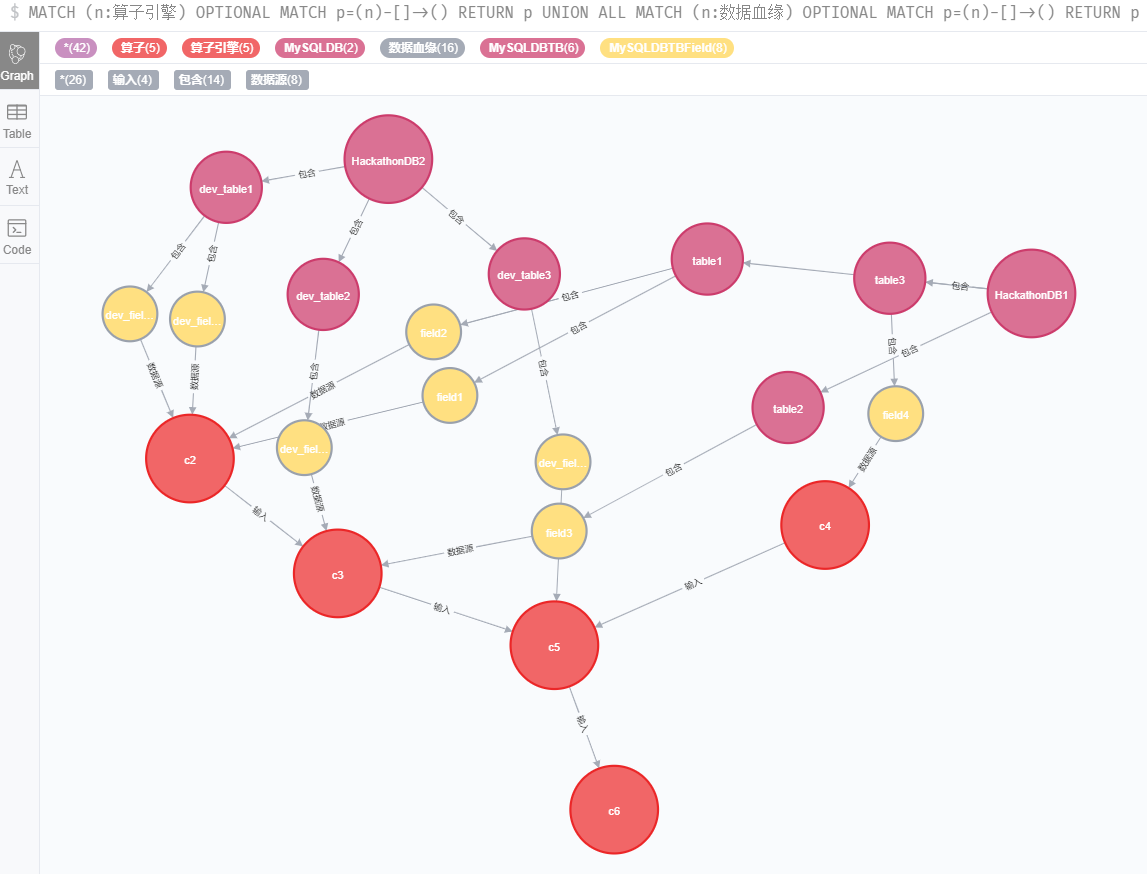 $ MATCH (n:算子引擎) OPTIONAL MATCH p=(n)-[]->() RETURN p UNION ALL MATCH (n:数据血缘) OPTIONAL MATCH p=(n)-[]->() RETURN p
*(42) 算子(5) 算子引擎(5) MySQLDB(2) 数据血缘(16) MySQLDBTB(6) MySQLDBTBField(8)
*(26) 输入(4) 包含(14) 数据源(8)
Graph
Table
Text
Code
HackathonDB2
包含
dev_table1
包含
包含
包含
包含
dev_table3
table1
table3
包含
HackathonDB1
dev_table2
包含
dev_fiel...
dev_fiel...
field2
包含
包含
包含
包含
数据源
数据源
包含
数据源
field1
table2
field4
数据源
c2
dev_fiel...
dev_fiel...
包含
数据源
数据源
输入
c4
field3
数据源
c3
输入
输入
c5
输入
c6